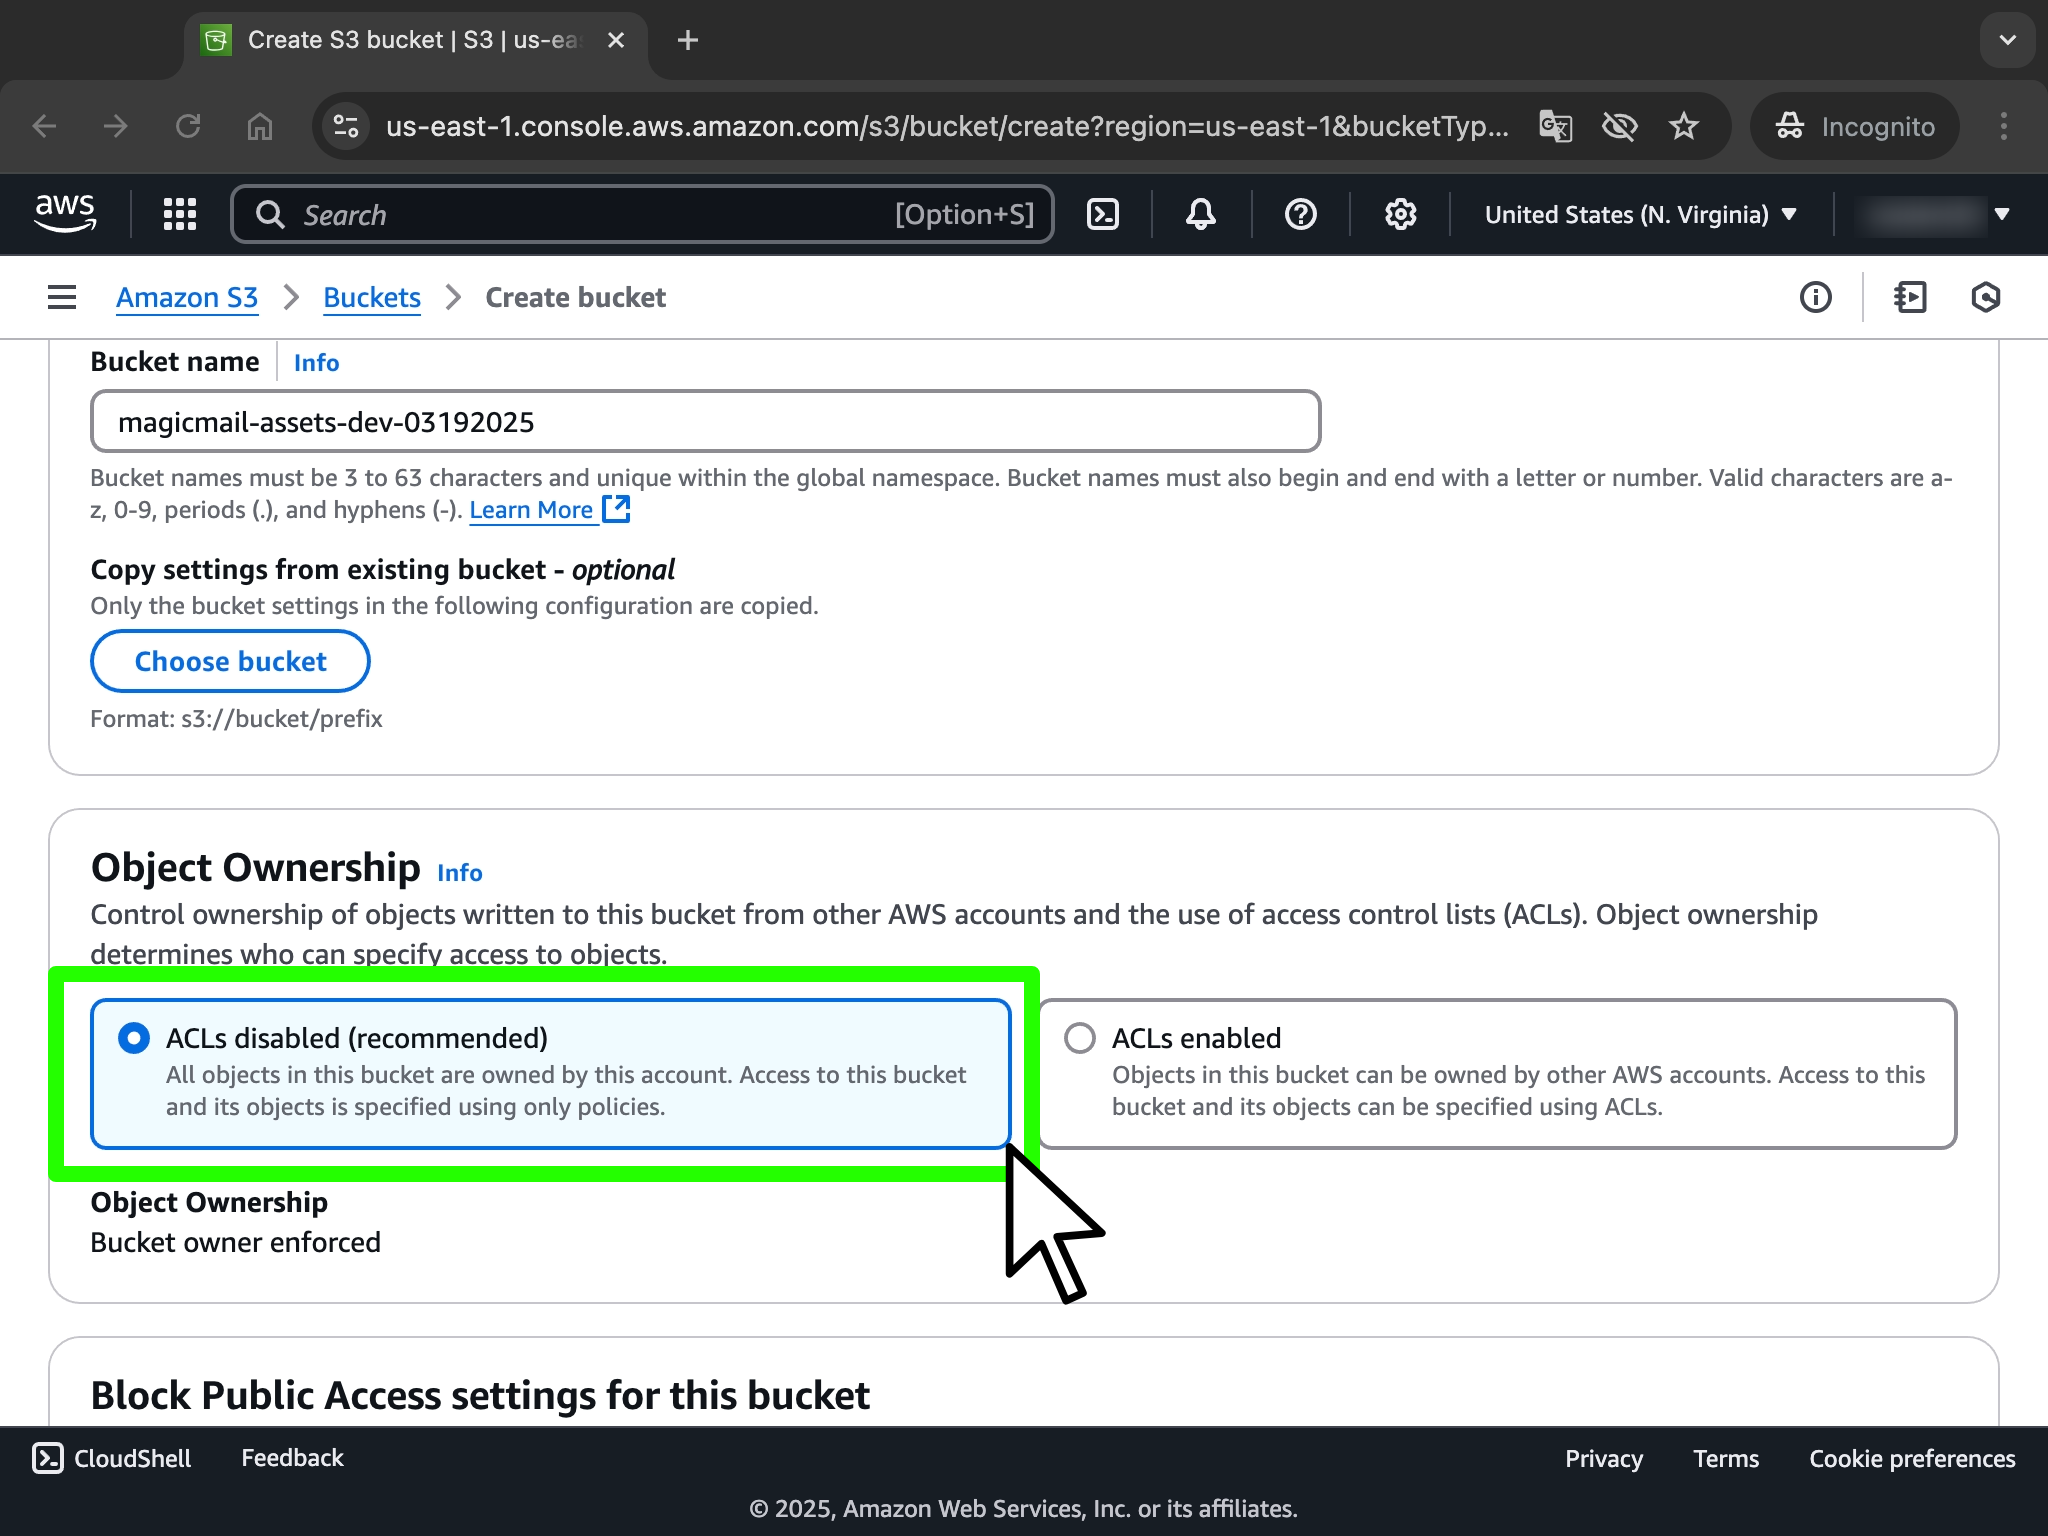 Create S3 bucket | S3 | us-ea
us-east-1.console.aws.amazon.com/s3/bucket/create?region=us-east-1&bucketTyp...
Incognito
aws
Search
[Option+S]
United States (N. Virginia)
Amazon S3
Buckets
Create bucket
Bucket name
Info
magicmail-assets-dev-03192025
Bucket names must be 3 to 63 characters and unique within the global namespace. Bucket names must also begin and end with a letter or number. Valid characters are a-
z, 0-9, periods (.), and hyphens (-). Learn More
Copy settings from existing bucket - optional
Only the bucket settings in the following configuration are copied.
Choose bucket
Format: s3://bucket/prefix
Object Ownership Info
Control ownership of objects written to this bucket from other AWS accounts and the use of access control lists (ACLs). Object ownership
determines who can specify access to objects.
ACLs disabled (recommended)
All objects in this bucket are owned by this account. Access to this bucket
and its objects is specified using only policies.
ACLs enabled
Objects in this bucket can be owned by other AWS accounts. Access to this
bucket and its objects can be specified using ACLs.
Object Ownership
Bucket owner enforced
Block Public Access settings for this bucket
CloudShell
Feedback
Privacy
Terms
Cookie preferences
© 2025, Amazon Web Services, Inc. or its affiliates.